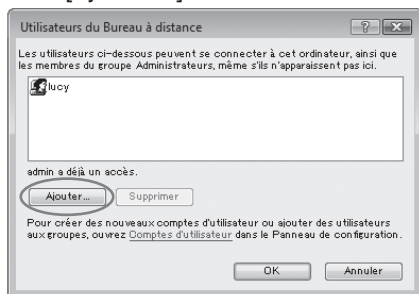 Utilisateurs du Bureau à distance
Les utilisateurs ci-dessous peuvent se connecter à cet ordinateur, ainsi que
les membres du groupe Administrateurs, même s'ils n'apparaissent pas ici.
lucy
admin a déjà un accès.
Ajouter... Supprimer
Pour créer des nouveaux comptes d'utilisateur ou ajouter des utilisateurs
aux groupes, ouvrez Comptes d'utilisateur dans le Panneau de configuration.
OK Annuler